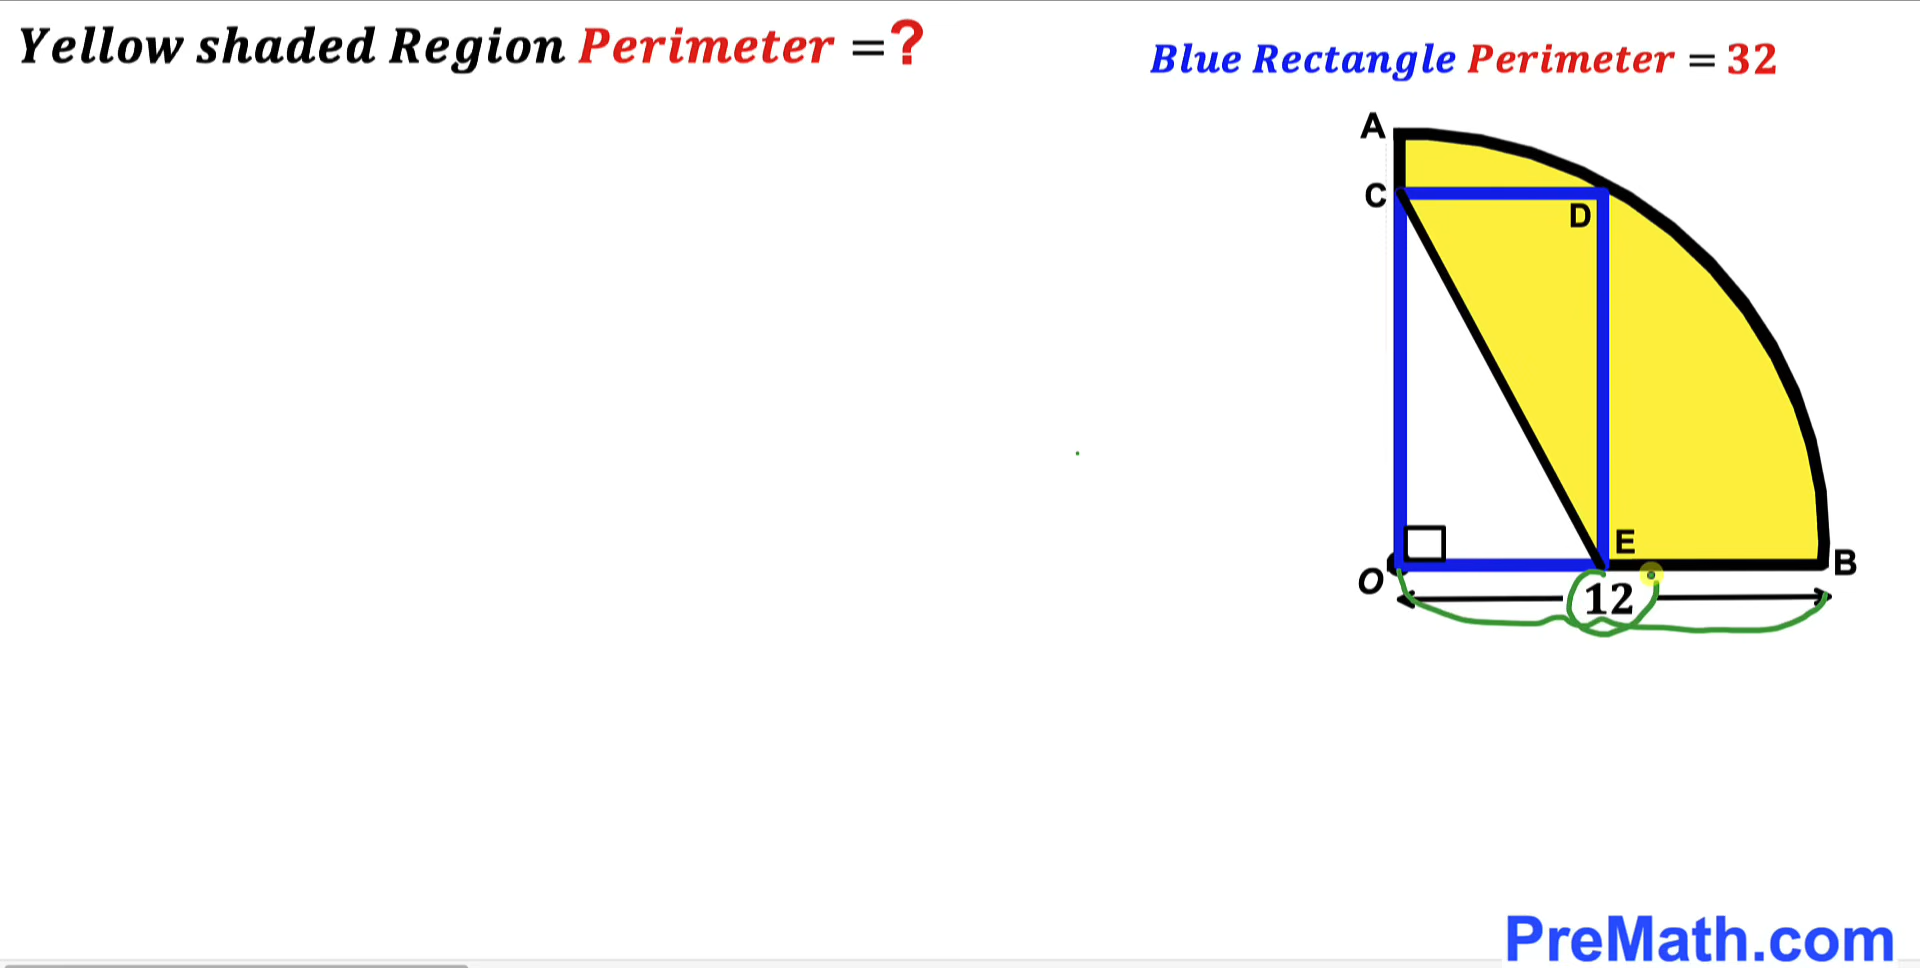 Yellow shaded Region Perimeter =?
Blue Rectangle Perimeter = 32
A
C
D
E
B
O
12
PreMath.com